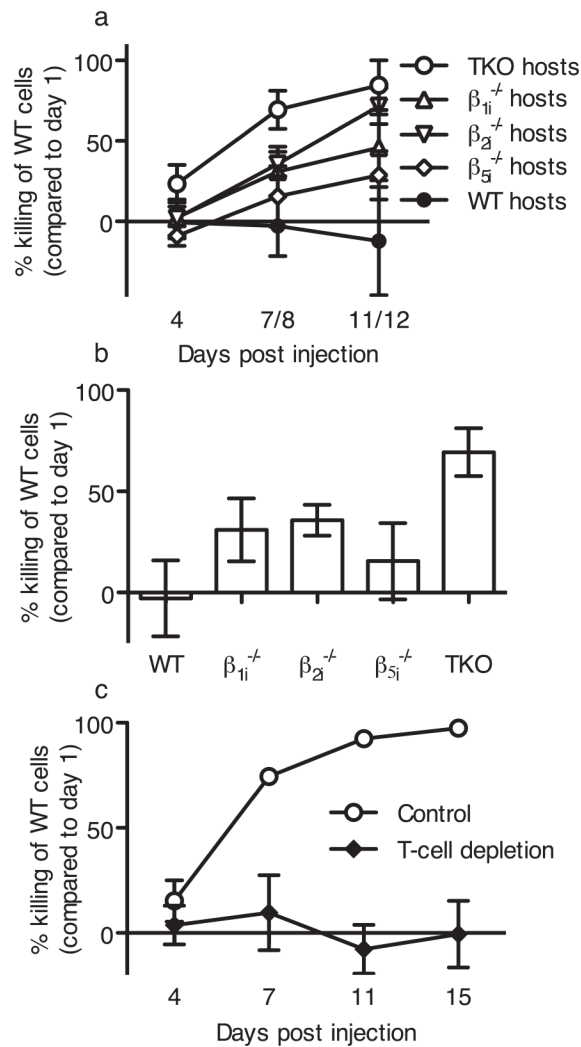 a
% killing of WT cells
(compared to day 1)
100
50
0
TKO hosts
β1i-/- hosts
β2i-/- hosts
β5i-/- hosts
WT hosts
4 7/8 11/12
Days post injection
b
% killing of WT cells
(compared to day 1)
100
50
0
WT β1i-/- β2i-/- β5i-/- TKO
c
% killing of WT cells
(compared to day 1)
100
50
0
Control
T-cell depletion
4 7 11 15
Days post injection